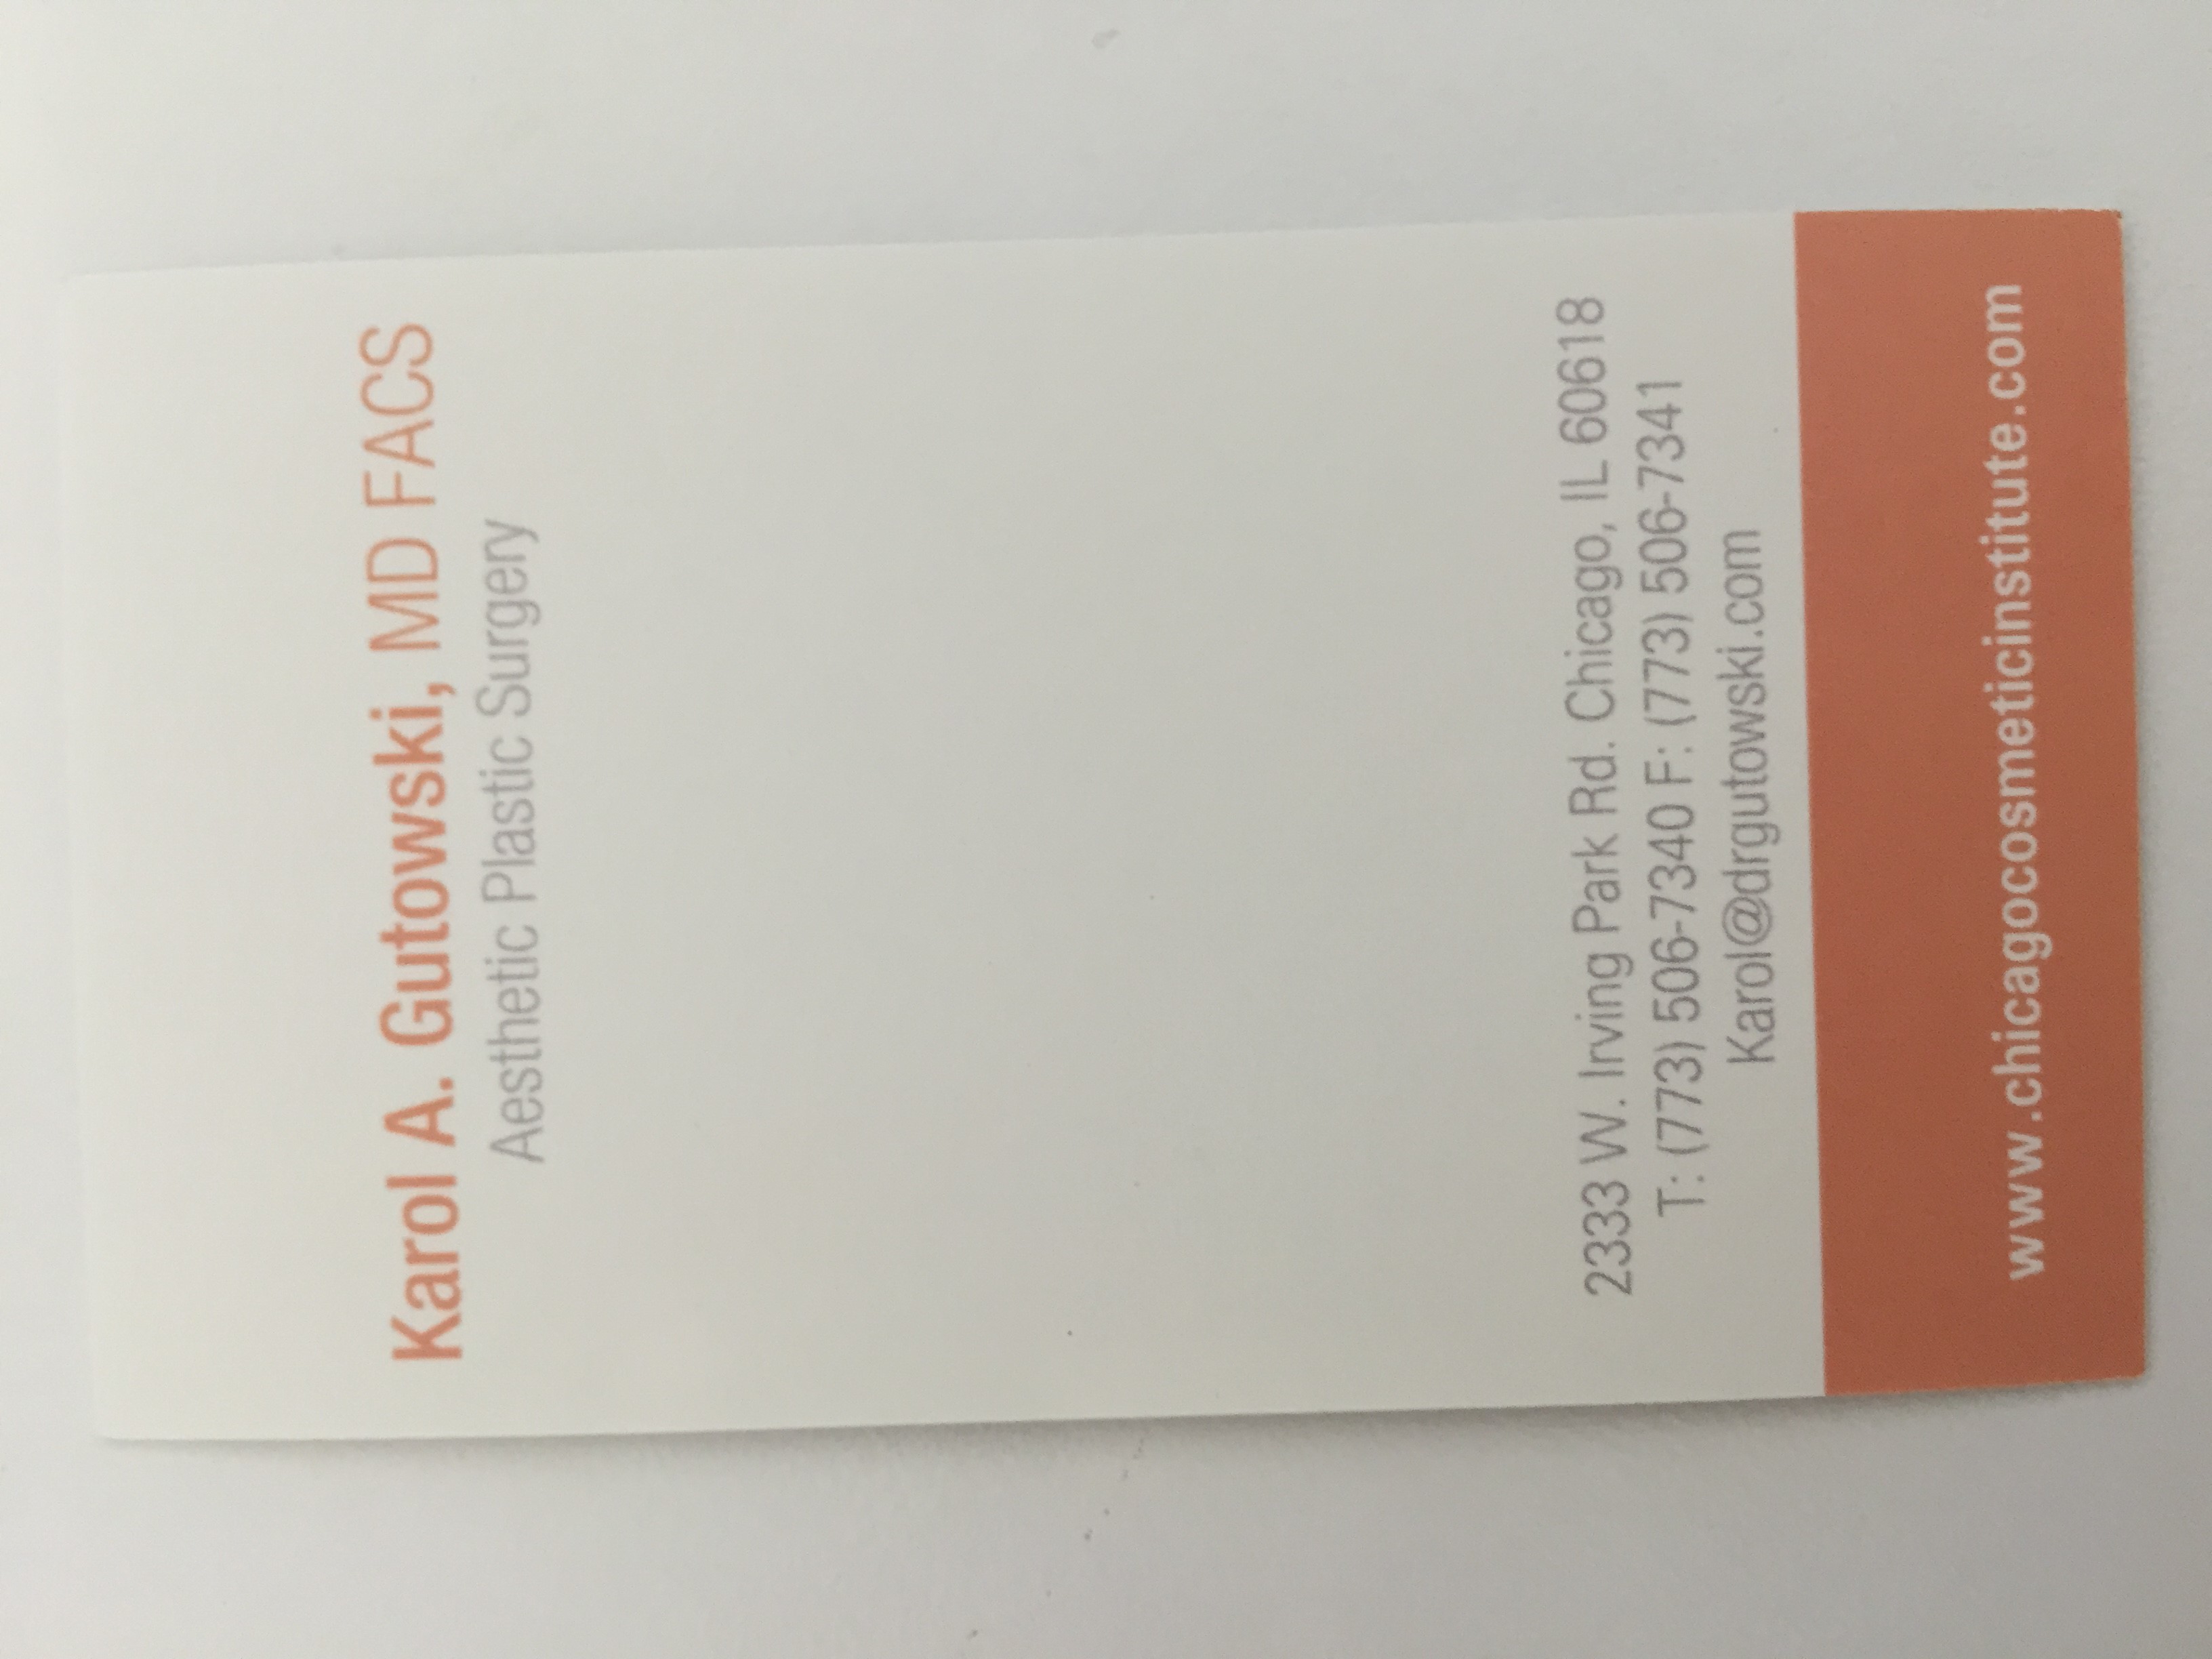 Karol A. Gutowski, MD FACS
Aesthetic Plastic Surgery
2333 W. Irving Park Rd. Chicago, IL 60618
T: (773) 506-7340 F: (773) 506-7341
Karol@drgutowski.com
www.chicagocosmeticinstitute.com